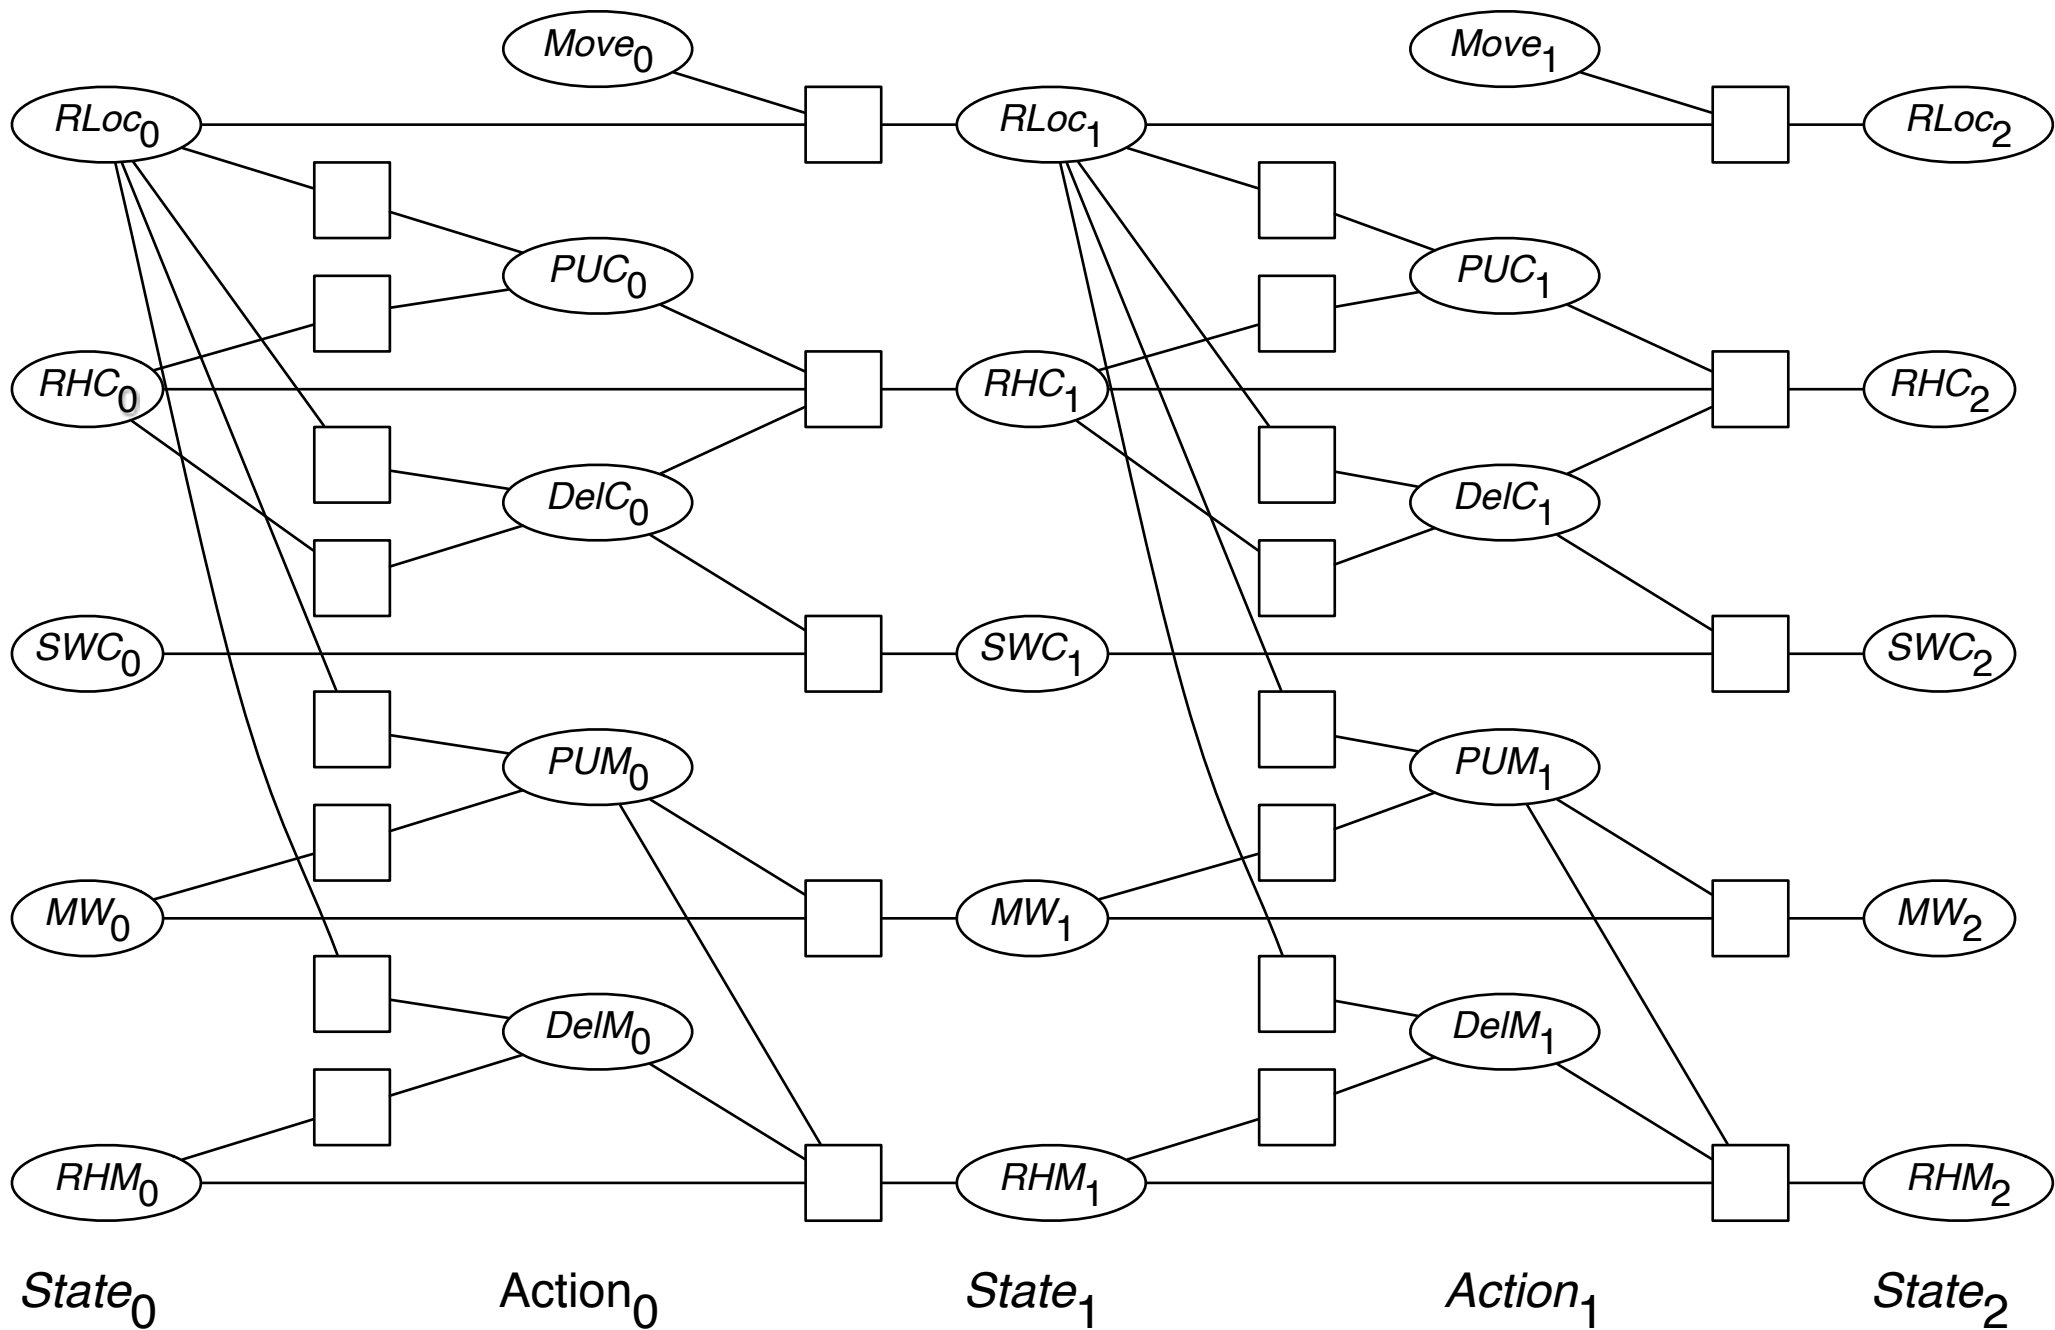 Move0 Move1
RLoc0 RLoc1 RLoc2
PUC0 PUC1
RHC0 RHC1 RHC2
DelC0 DelC1
SWC0 SWC1 SWC2
PUM0 PUM1
MW0 MW1 MW2
DelM0 DelM1
RHM0 RHM1 RHM2
State0 Action0 State1 Action1 State2